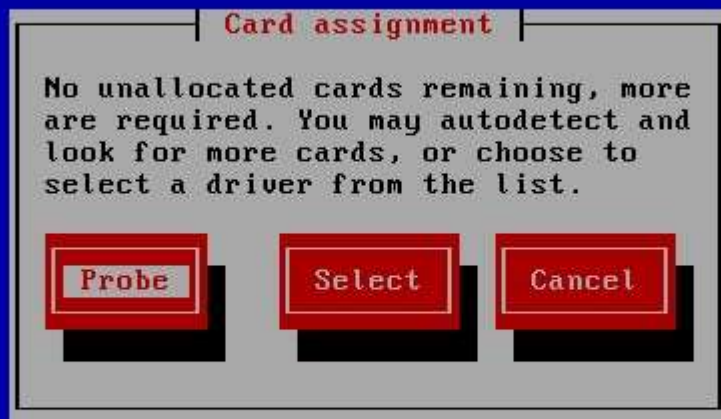 Card assignment
No unallocated cards remaining, more
are required. You may autodetect and
look for more cards, or choose to
select a driver from the list.
Probe Select Cancel